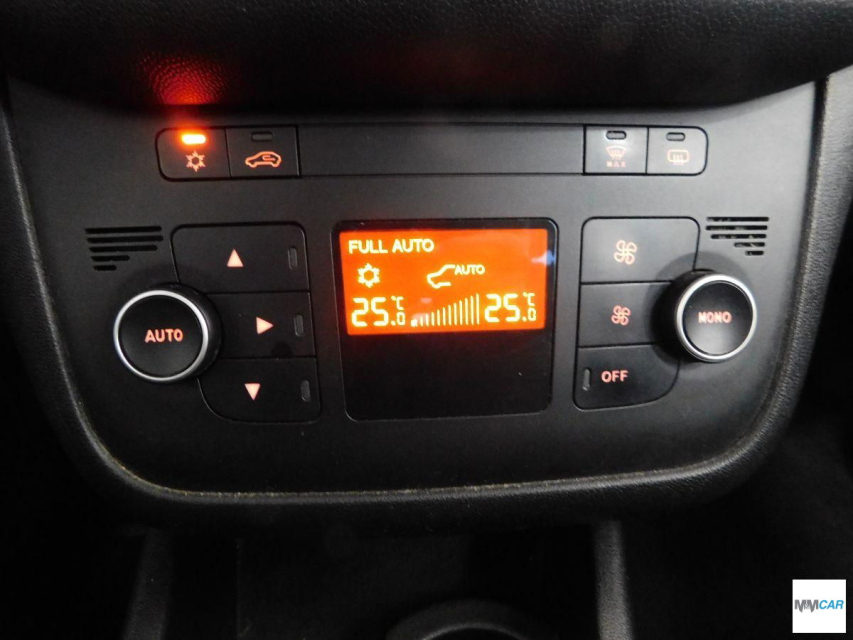 MAX
FULL AUTO
AUTO
25.0 °C 25.0 °C
AUTO
MONO
OFF
MMCAR